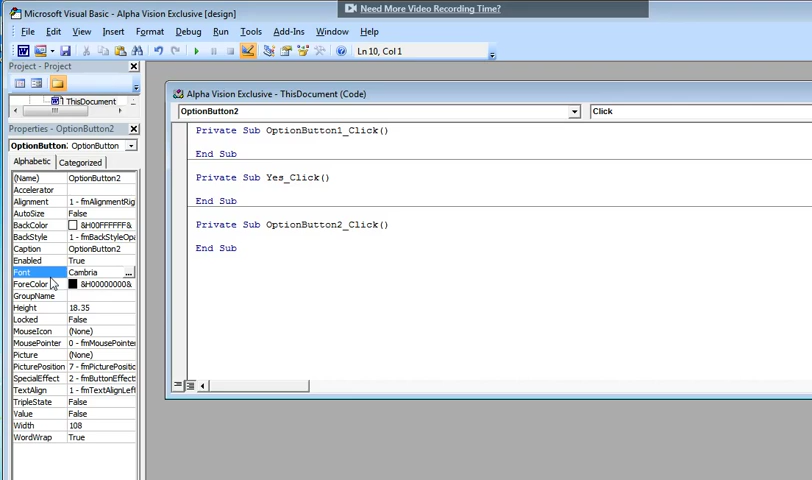 Need More Video Recording Time?
Microsoft Visual Basic - Alpha Vision Exclusive [design]
File Edit View Insert Format Debug Run Tools Add-Ins Window Help
Ln 10, Col 1
Project - Project
ThisDocument
Properties - OptionButton2
OptionButton: OptionButton
Alphabetic Categorized
(Name) OptionButton2
Accelerator
Alignment 1 - fmAlignmentRig
AutoSize False
BackColor &H00FFFFFF&
BackStyle 1 - fmBackStyleOpa
Caption OptionButton2
Enabled True
Font Cambria ...
ForeColor &H00000000&
GroupName
Height 18.35
Locked False
MouseIcon (None)
MousePointer 0 - fmMousePointer
Picture (None)
PicturePosition 7 - fmPicturePositio
SpecialEffect 2 - fmButtonEffect
TextAlign 1 - fmTextAlignLeft
TripleState False
Value False
Width 108
WordWrap True
Alpha Vision Exclusive - ThisDocument (Code)
OptionButton2 Click
Private Sub OptionButton1_Click()
End Sub
Private Sub Yes_Click()
End Sub
Private Sub OptionButton2_Click()
End Sub